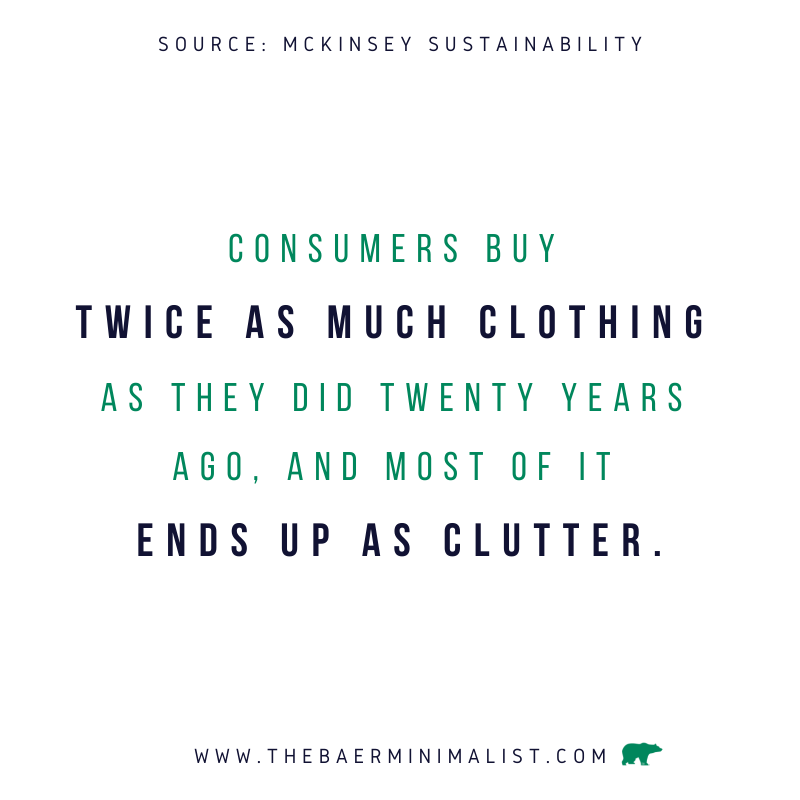 SOURCE: MCKINSEY SUSTAINABILITY
CONSUMERS BUY
TWICE AS MUCH CLOTHING
AS THEY DID TWENTY YEARS
AGO, AND MOST OF IT
ENDS UP AS CLUTTER.
WWW.THEBAERMINIMALIST.COM